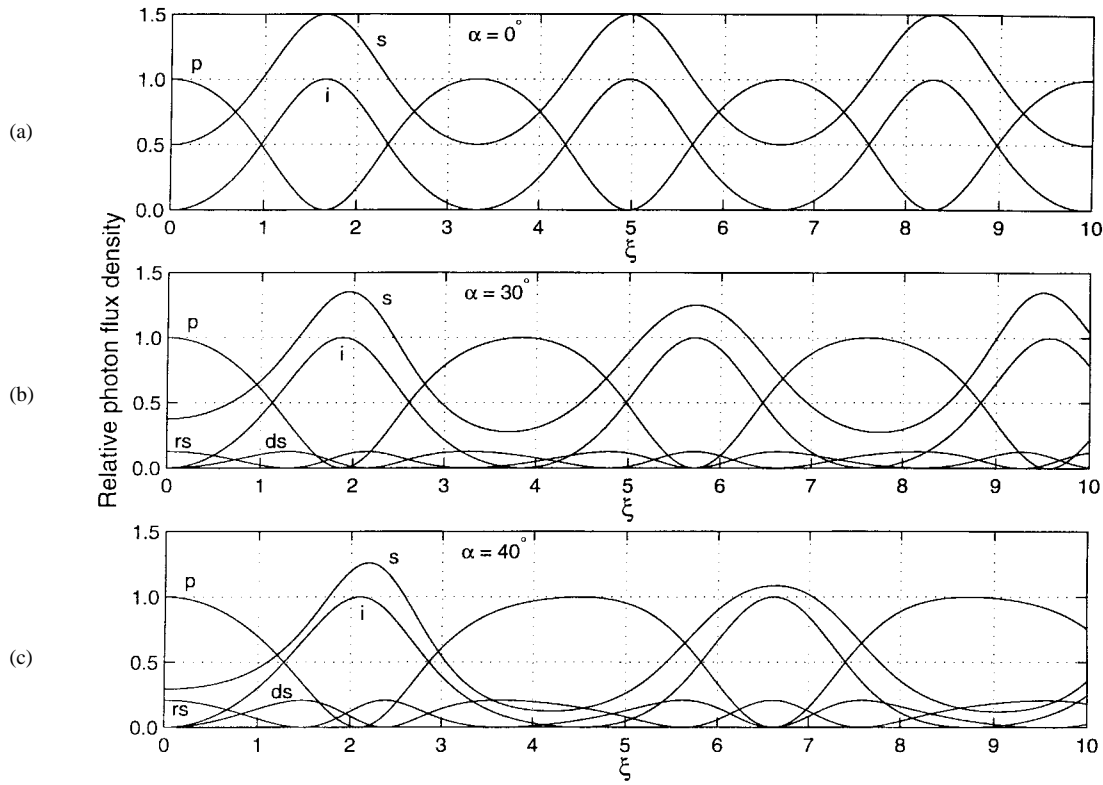 Relative photon flux density
(a)
α = 0°
p
s
i
1.5
1.0
0.5
0.0
0 1 2 3 4 5 6 7 8 9 10
ξ
(b)
α = 30°
p
s
i
rs
ds
1.5
1.0
0.5
0.0
0 1 2 3 4 5 6 7 8 9 10
ξ
(c)
α = 40°
p
s
i
rs
ds
1.5
1.0
0.5
0.0
0 1 2 3 4 5 6 7 8 9 10
ξ